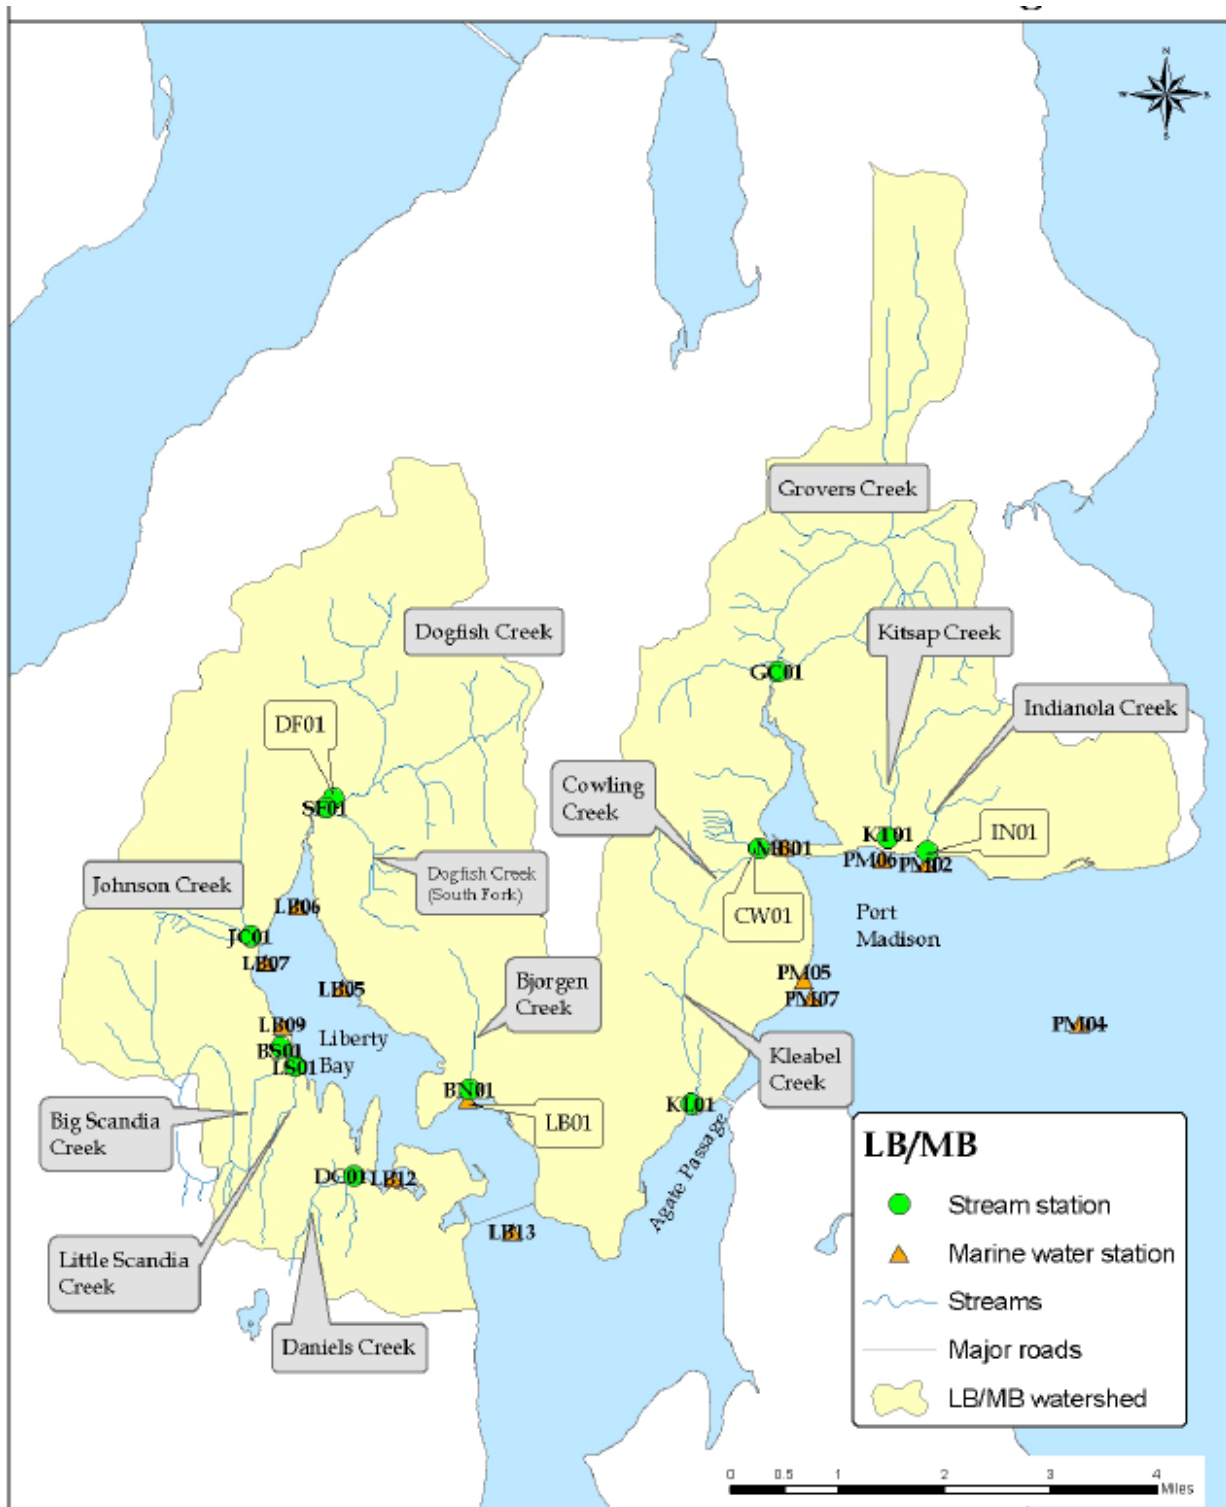 N
W
E
S
Grovers Creek
Dogfish Creek
Kitsap Creek
GC01
Indianola Creek
DF01
Cowling
Creek
SF01
KT01
IN01
MB01
PM06
PM02
Johnson Creek
Dogfish Creek
(South Fork)
LB06
CW01
Port
Madison
JC01
LB07
PM05
LB05
Bjorgen
Creek
PM07
LB09
PM04
Liberty
Bay
BS01
LS01
Kleabel
Creek
BN01
KL01
Big Scandia
Creek
LB01
Agate Passage
DC01
LB12
LB13
Little Scandia
Creek
Daniels Creek
LB/MB
Stream station
Marine water station
Streams
Major roads
LB/MB watershed
0 0.5 1 2 3 4
Miles